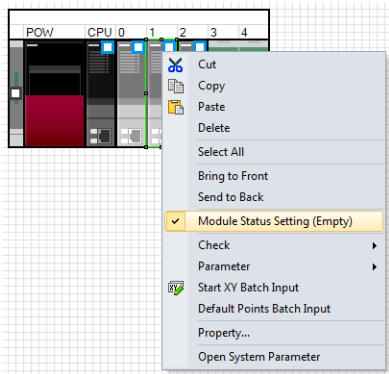 POW CPU 0 1 2 3 4
Cut
Copy
Paste
Delete
Select All
Bring to Front
Send to Back
Module Status Setting (Empty)
Check
Parameter
XY Start XY Batch Input
Default Points Batch Input
Property...
Open System Parameter